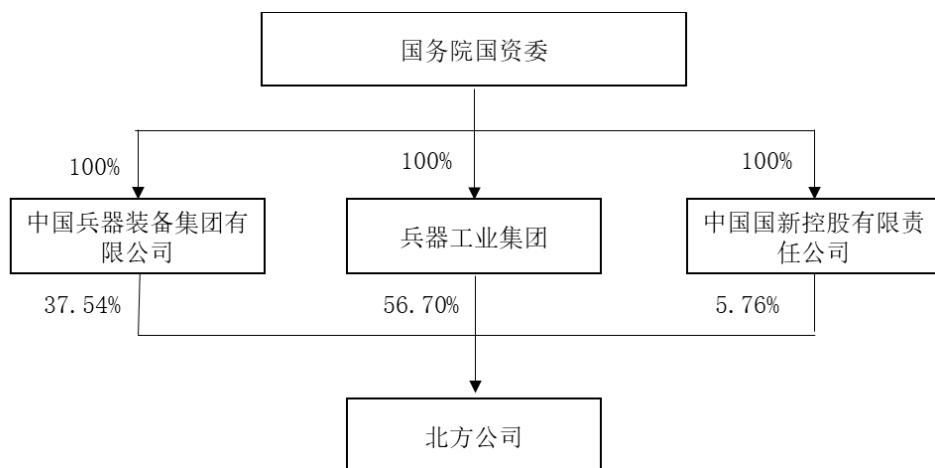 国务院国资委
100%
100%
100%
中国兵器装备集团有
限公司
兵器工业集团
中国国新控股有限责
任公司
37.54%
56.70%
5.76%
北方公司